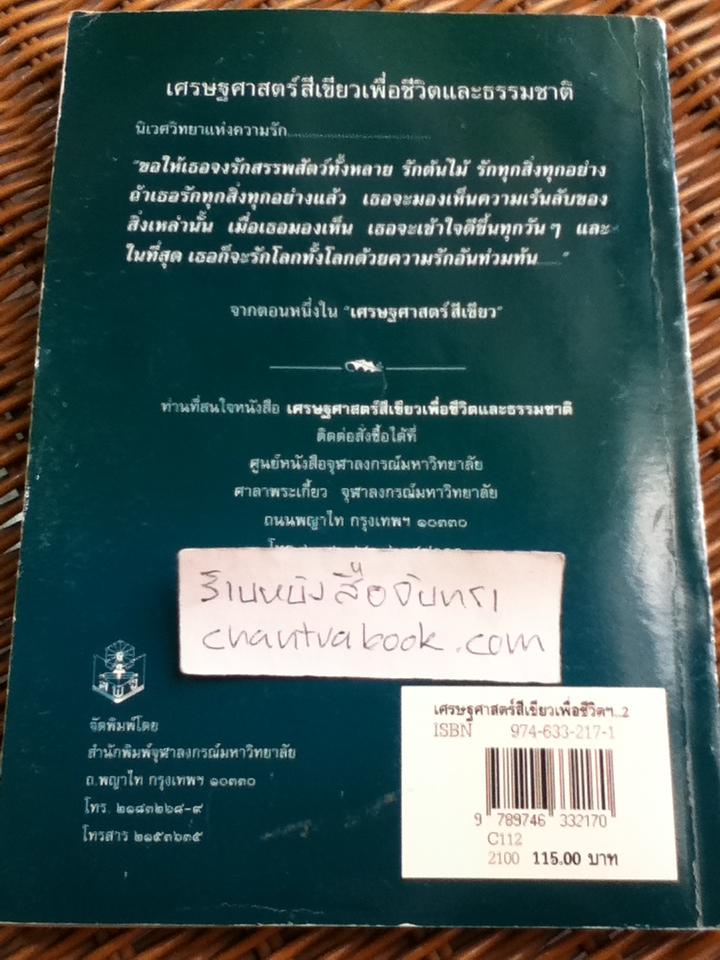 เศรษฐศาสตร์สีเขียวเพื่อชีวิตและธรรมชาติ
นิเวศวิทยาแห่งความรัก
"ขอให้เธอจงรักสรรพสัตว์ทั้งหลาย รักต้นไม้ รักทุกสิ่งทุกอย่าง
ถ้าเธอรักทุกสิ่งทุกอย่างแล้ว เธอจะมองเห็นความเร้นลับของ
สิ่งเหล่านั้น เมื่อเธอมองเห็น เธอจะเข้าใจดีขึ้นทุกวันๆ และ
ในที่สุด เธอก็จะรักโลกทั้งโลกด้วยความรักอันท่วมท้น......"
จากตอนหนึ่งใน "เศรษฐศาสตร์สีเขียว"
ท่านที่สนใจหนังสือ เศรษฐศาสตร์สีเขียวเพื่อชีวิตและธรรมชาติ
ติดต่อสั่งซื้อได้ที่
ศูนย์หนังสือจุฬาลงกรณ์มหาวิทยาลัย
ศาลาพระเกี้ยว จุฬาลงกรณ์มหาวิทยาลัย
ถนนพญาไท กรุงเทพฯ ๑๐๓๓๐
ร้านหนังสือจันทรา
chantrabook.com
จัดพิมพ์โดย
สำนักพิมพ์จุฬาลงกรณ์มหาวิทยาลัย
ถ.พญาไท กรุงเทพฯ ๑๐๓๓๐
โทร. ๒๑๘๓๒๖๘-๙
โทรสาร ๒๑๕๓๖๓๕
เศรษฐศาสตร์สีเขียวเพื่อชีวิตฯ...2
ISBN 974-633-217-1
9 789746 332170
C112
2100 115.00 บาท